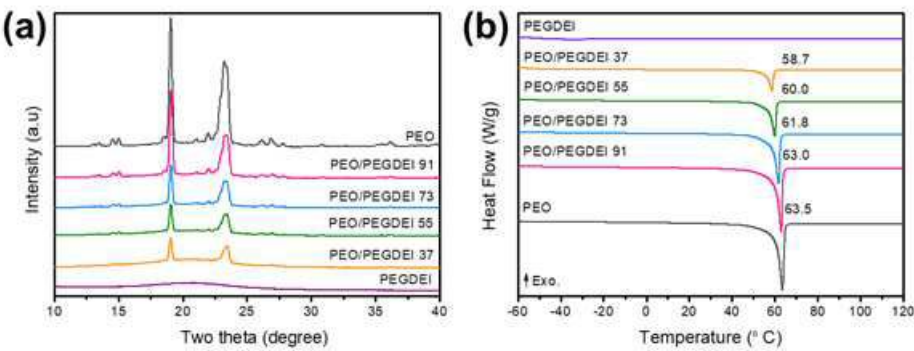 (a)
Intensity (a.u)
PEO
PEO/PEGDEI 91
PEO/PEGDEI 73
PEO/PEGDEI 55
PEO/PEGDEI 37
PEGDEI
10 15 20 25 30 35 40
Two theta (degree)
(b)
Heat Flow (W/g)
PEGDEI
PEO/PEGDEI 37 58.7
PEO/PEGDEI 55 60.0
PEO/PEGDEI 73 61.8
PEO/PEGDEI 91 63.0
PEO 63.5
Exo.
-60 -40 -20 0 20 40 60 80 100 120
Temperature (° C)